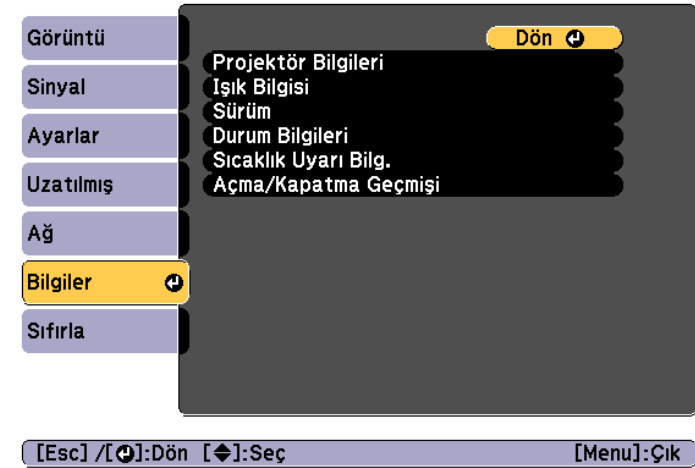 Görüntü
Sinyal
Ayarlar
Uzatılmış
Ağ
Bilgiler
Sıfırla
Dön
Projektör Bilgileri
Işık Bilgisi
Sürüm
Durum Bilgileri
Sıcaklık Uyarı Bilg.
Açma/Kapatma Geçmişi
[Esc] /[⏎]:Dön [◆]:Seç [Menu]:Çık